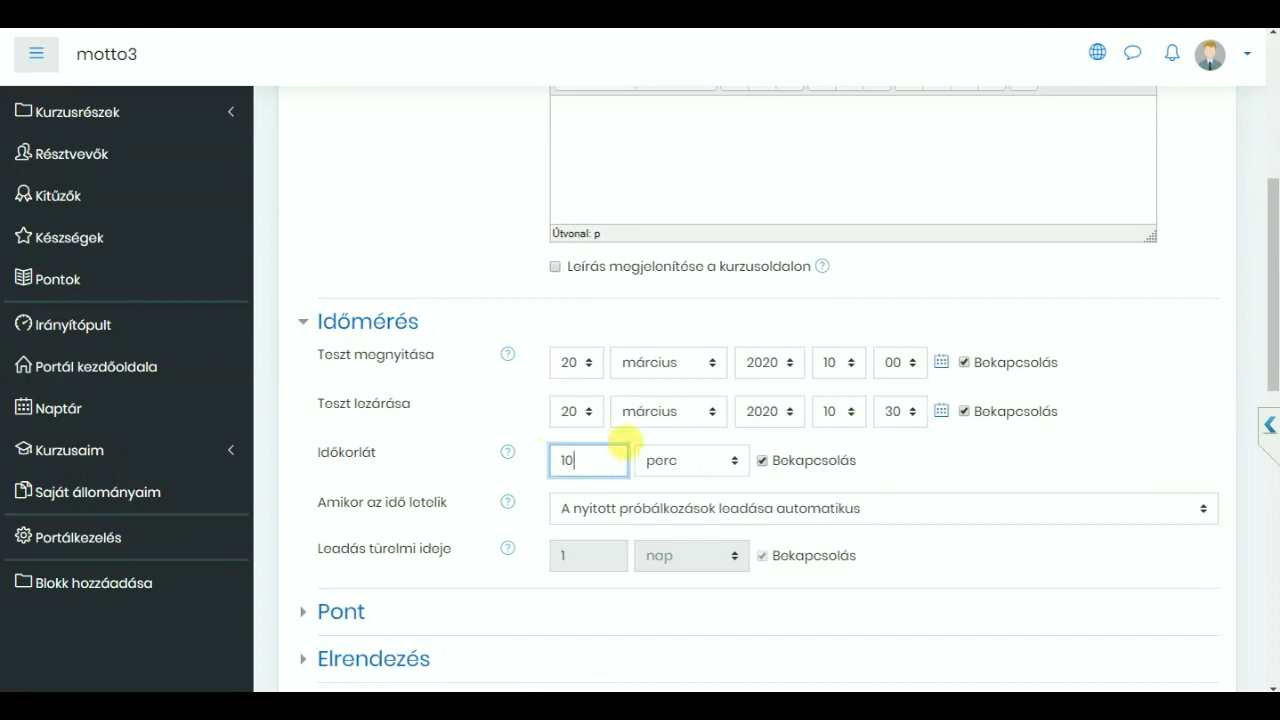 motto3
Kurzusrészek
Résztvevők
Kitűzők
Készségek
Pontok
Irányítópult
Portál kezdőoldala
Naptár
Kurzusaim
Saját állományaim
Portálkezelés
Blokk hozzáadása
Útvonal: p
Leírás megjelenítése a kurzusoldalon
Időmérés
Teszt megnyitása 20 március 2020 10 00 Bekapcsolás
Teszt lezárása 20 március 2020 10 30 Bekapcsolás
Időkorlát 10 perc Bekapcsolás
Amikor az idő letelik A nyitott próbálkozások leadása automatikus
Leadás türelmi ideje 1 nap Bekapcsolás
Pont
Elrendezés